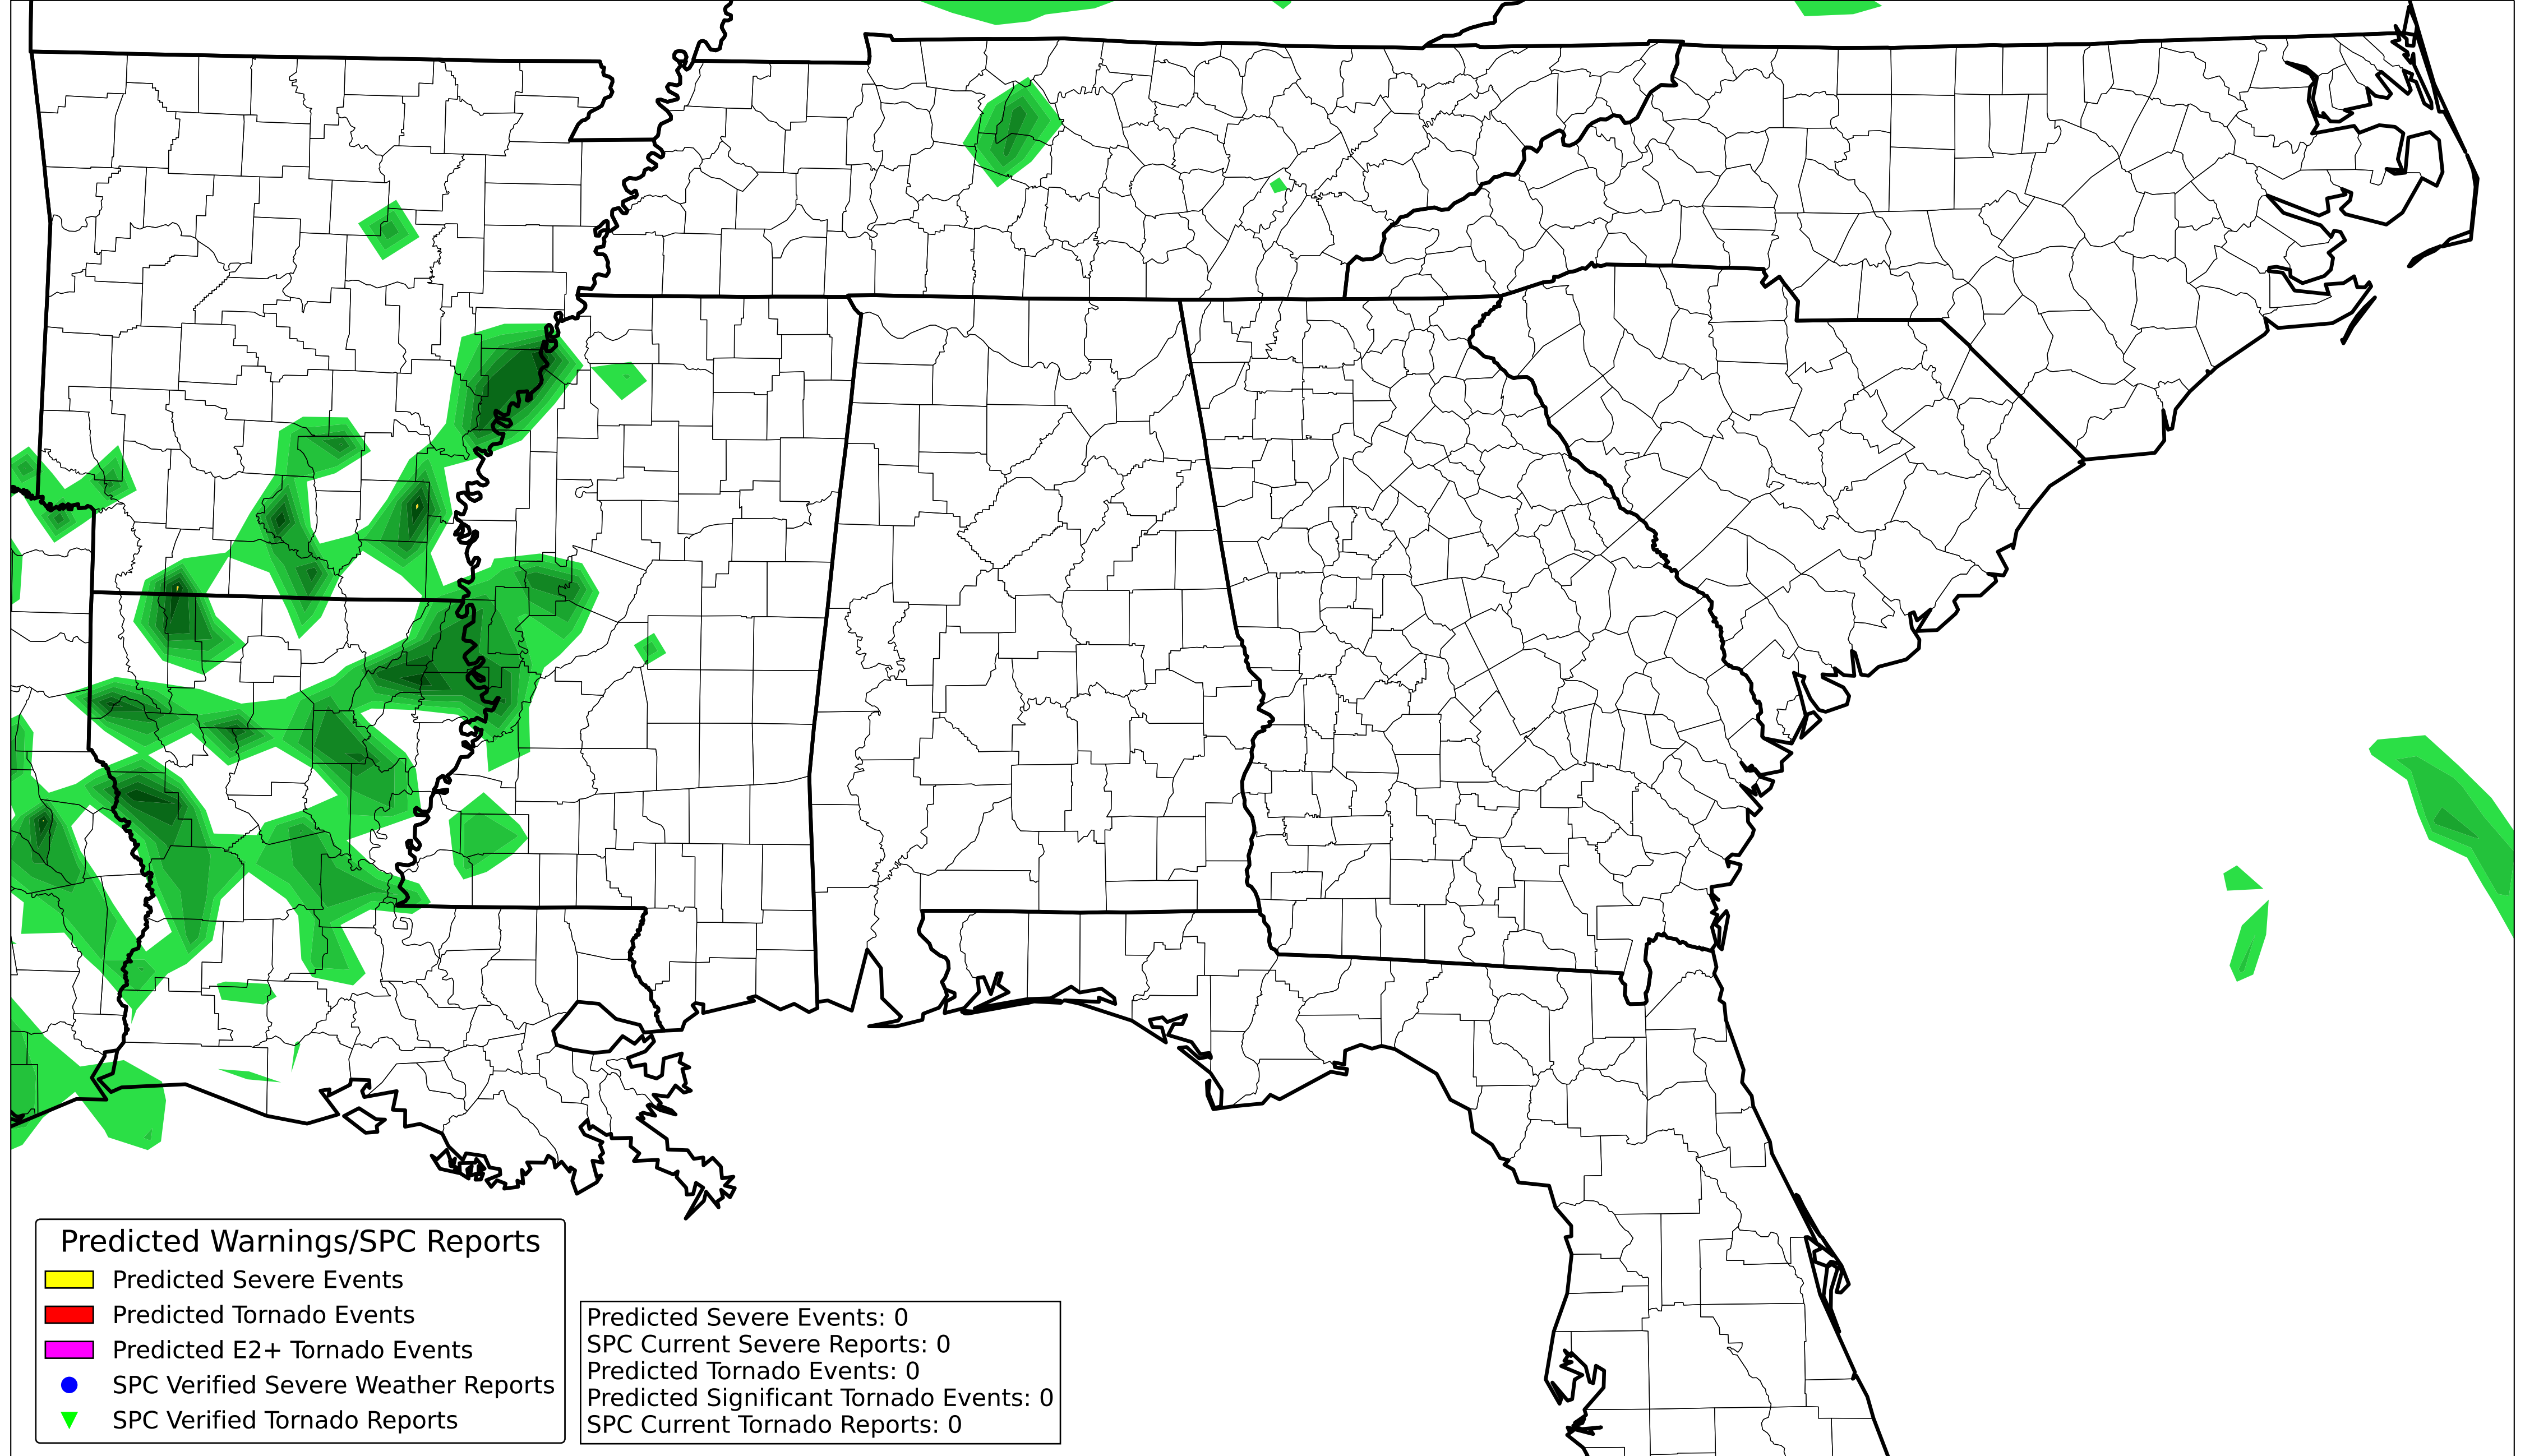 Predicted Warnings/SPC Reports
Predicted Severe Events
Predicted Tornado Events
Predicted E2+ Tornado Events
SPC Verified Severe Weather Reports
SPC Verified Tornado Reports
Predicted Severe Events: 0
SPC Current Severe Reports: 0
Predicted Tornado Events: 0
Predicted Significant Tornado Events: 0
SPC Current Tornado Reports: 0